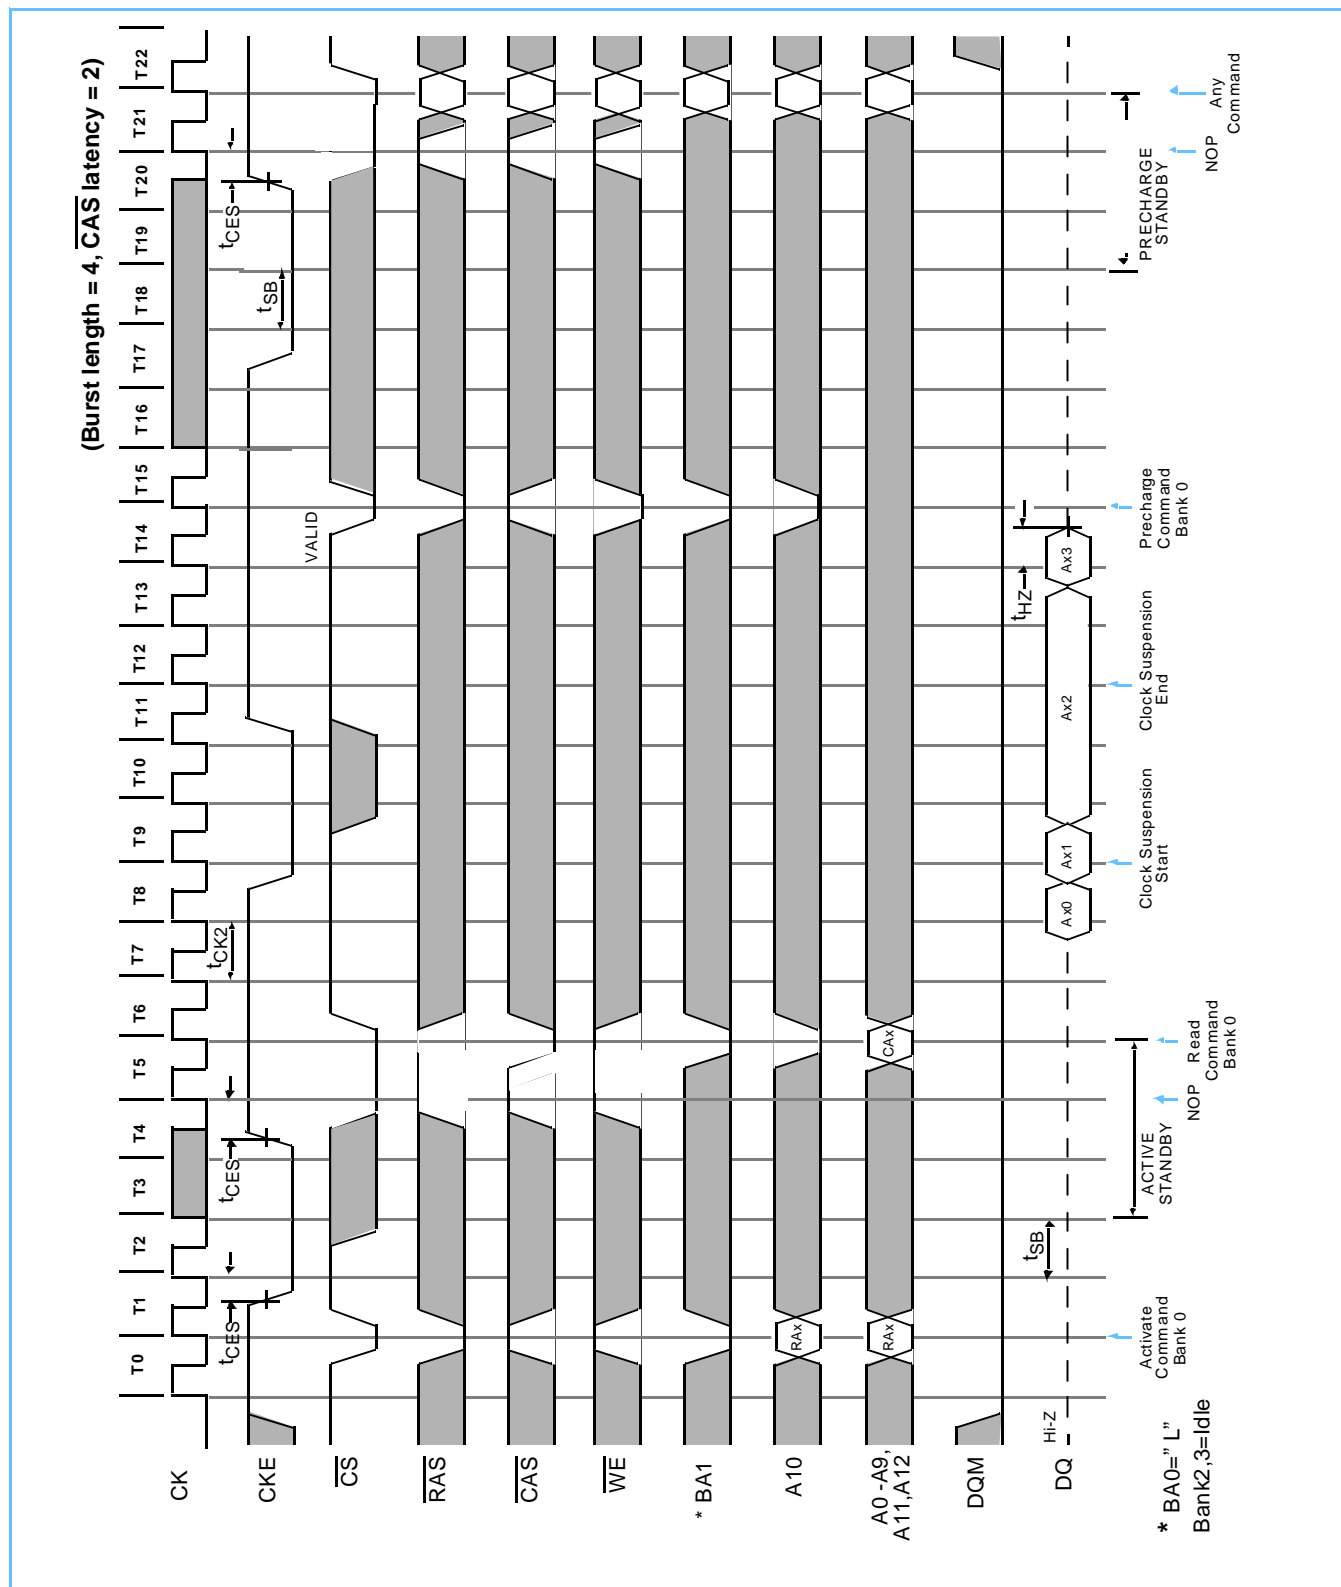 (Burst length = 4, CAS latency = 2)
T0 T1 T2 T3 T4 T5 T6 T7 T8 T9 T10 T11 T12 T13 T14 T15 T16 T17 T18 T19 T20 T21 T22
CK
tCES tCES tCK2 tCES
CKE
tSB
VALID
CS
RAS
CAS
WE
* BA1
A10
RAx
A0 -A9,
A11,A12
RAx CAx
DQM
tSB tHZ
Hi-Z
DQ
Ax0 Ax1 Ax2 Ax3
ACTIVE
STANDBY
PRECHARGE
STANDBY
Activate
Command
Bank 0
NOP
Read
Command
Bank 0
Clock Suspension
Start
Clock Suspension
End
Precharge
Command
Bank 0
NOP
Any
Command
* BA0=" L"
Bank2,3=Idle